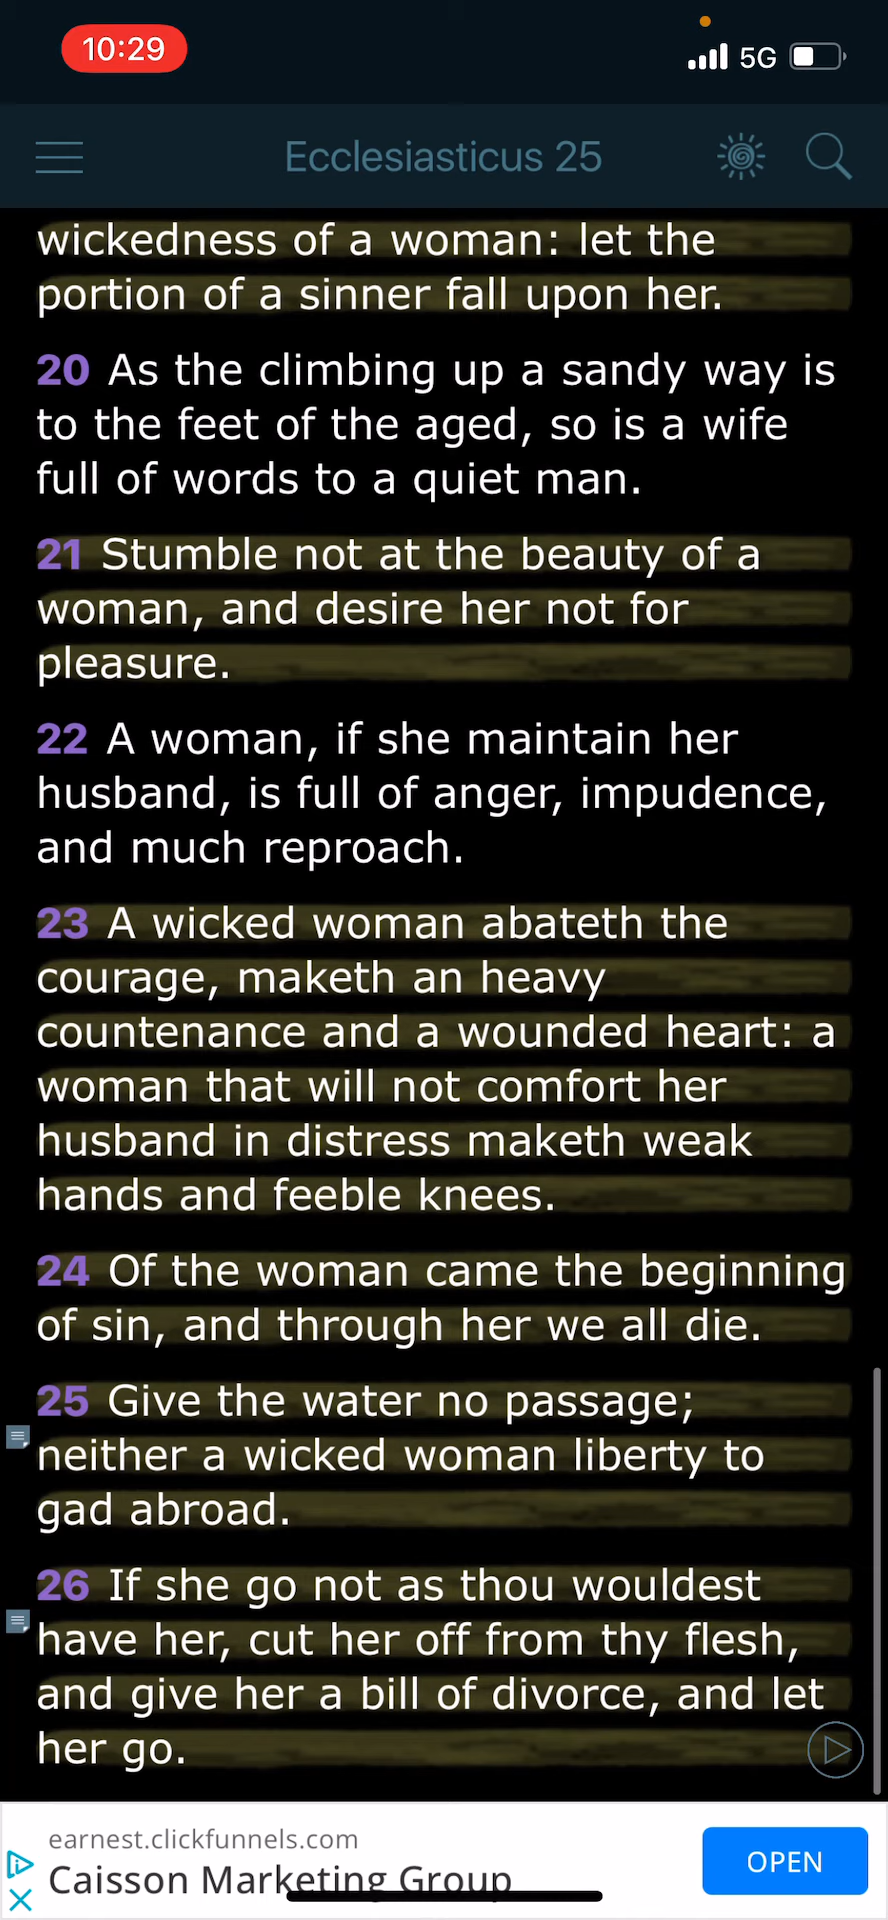 10:29
5G
Ecclesiasticus 25
wickedness of a woman: let the
portion of a sinner fall upon her.
20 As the climbing up a sandy way is
to the feet of the aged, so is a wife
full of words to a quiet man.
21 Stumble not at the beauty of a
woman, and desire her not for
pleasure.
22 A woman, if she maintain her
husband, is full of anger, impudence,
and much reproach.
23 A wicked woman abateth the
courage, maketh an heavy
countenance and a wounded heart: a
woman that will not comfort her
husband in distress maketh weak
hands and feeble knees.
24 Of the woman came the beginning
of sin, and through her we all die.
25 Give the water no passage;
neither a wicked woman liberty to
gad abroad.
26 If she go not as thou wouldest
have her, cut her off from thy flesh,
and give her a bill of divorce, and let
her go.
earnest.clickfunnels.com
Caisson Marketing Group
OPEN